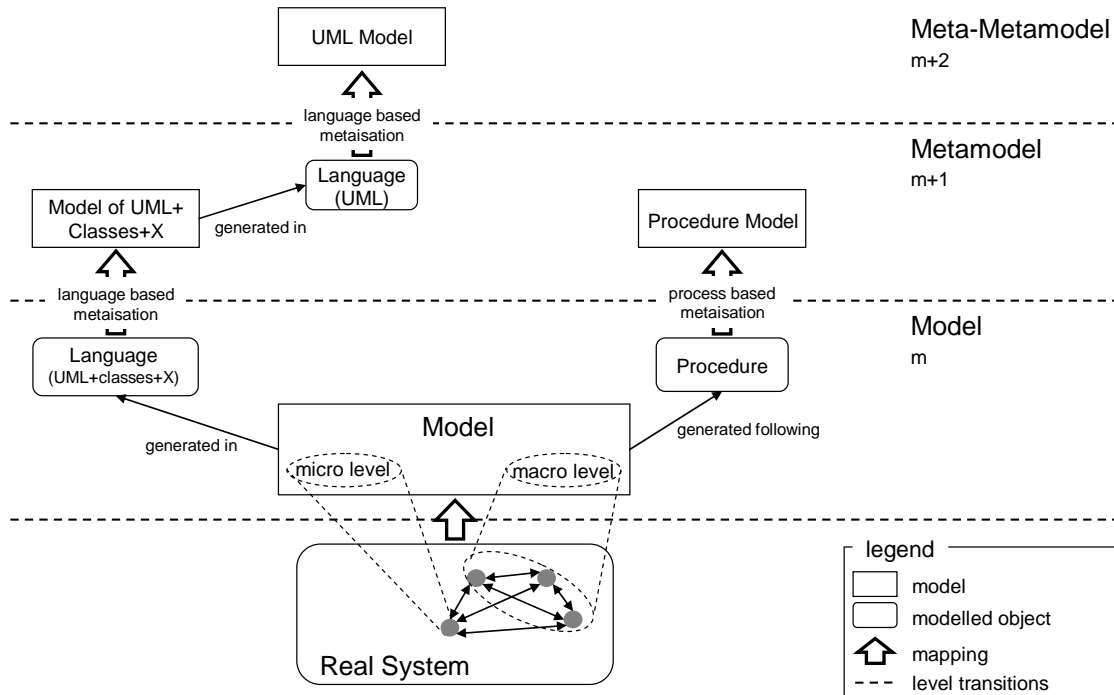 UML Model
Meta-Metamodel
m+2
language based
metaisation
Metamodel
m+1
Language
(UML)
Model of UML+
Classes+X
generated in
Procedure Model
language based
metaisation
process based
metaisation
Model
m
Language
(UML+classes+X)
Procedure
Model
generated in
generated following
micro level
macro level
Real System
legend
model
modelled object
mapping
level transitions